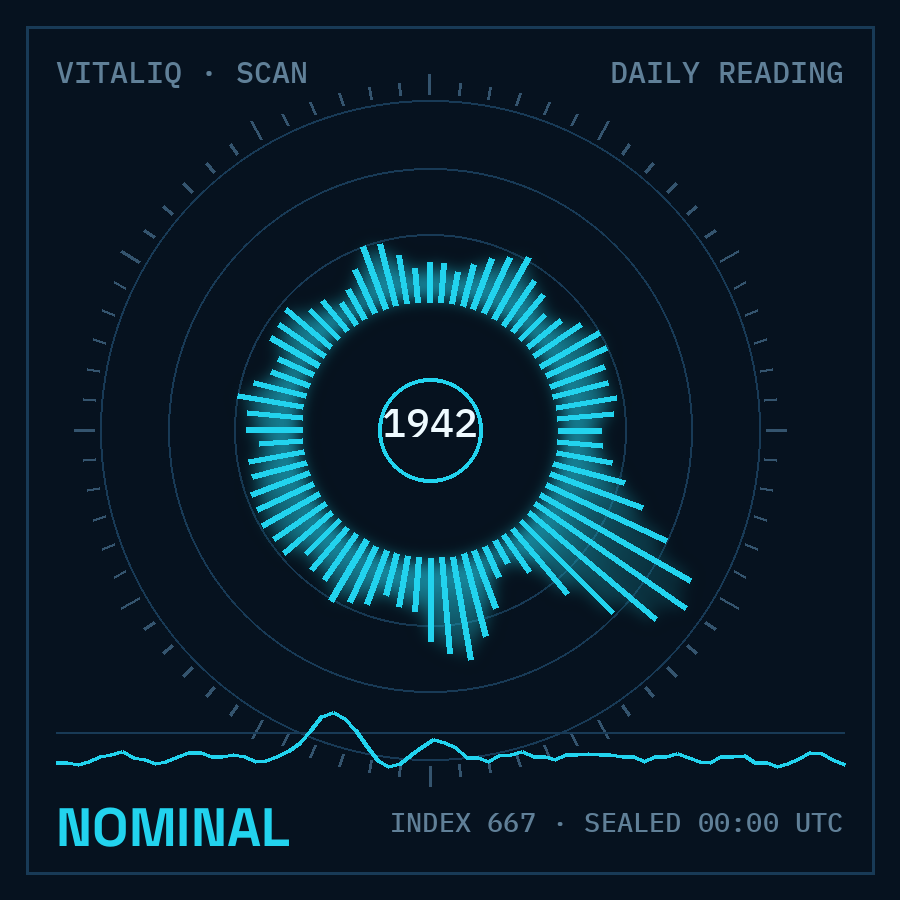 VITALIQ · SCAN
DAILY READING
1942
NOMINAL
INDEX 667 · SEALED 00:00 UTC